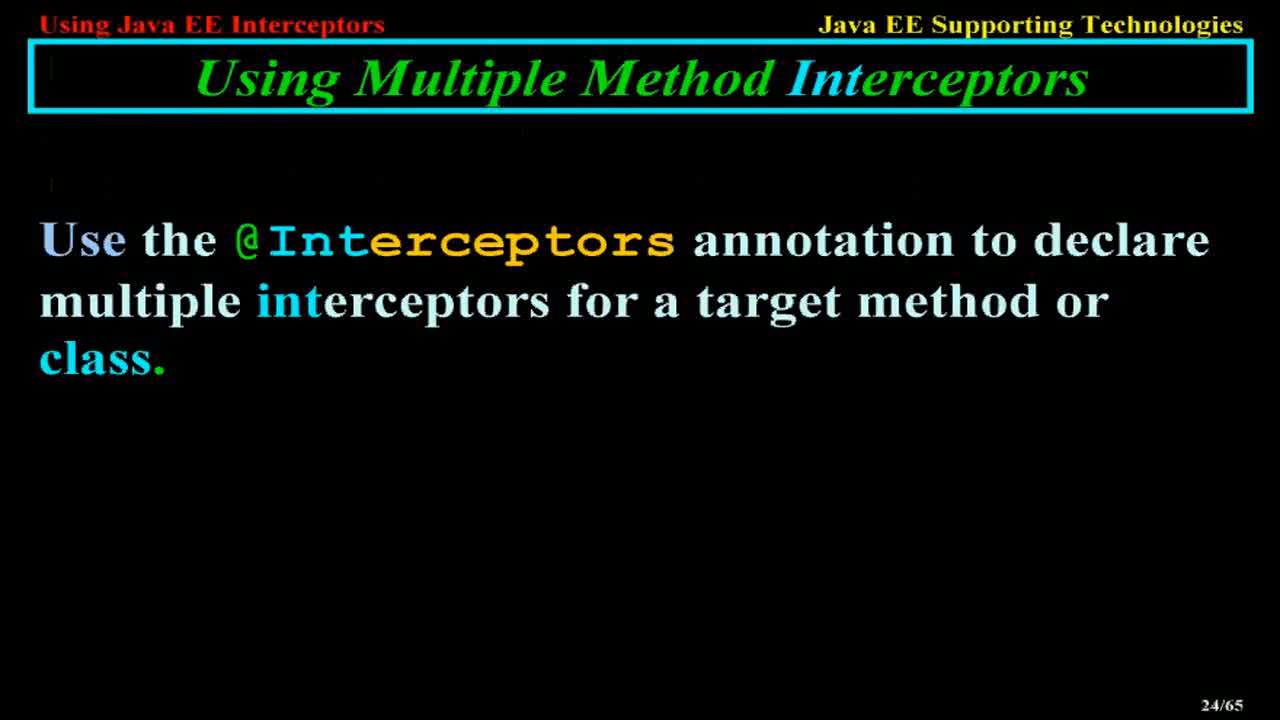 Using Java EE Interceptors
Java EE Supporting Technologies
Using Multiple Method Interceptors
Use the @Interceptors annotation to declare
multiple interceptors for a target method or
class.
24/65